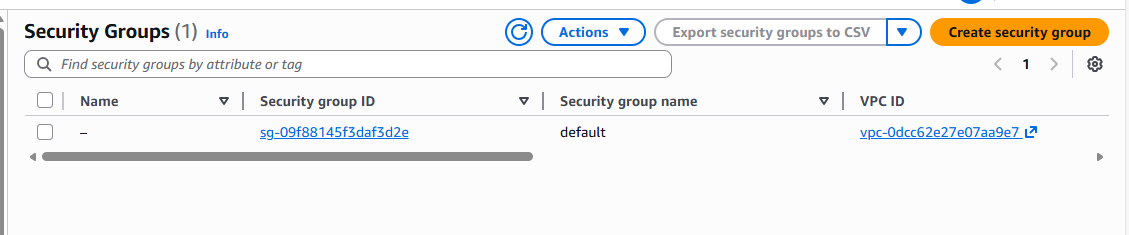 Security Groups (1) Info Actions Export security groups to CSV Create security group
Find security groups by attribute or tag 1
Name Security group ID Security group name VPC ID
– sg-09f88145f3daf3d2e default vpc-0dcc62e27e07aa9e7